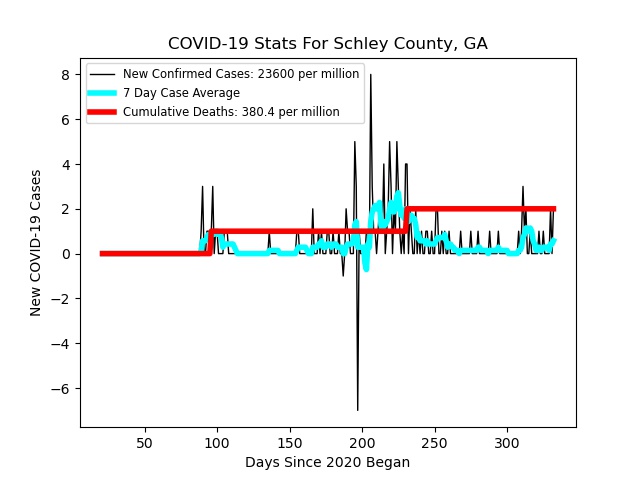 COVID-19 Stats For Schley County, GA
New Confirmed Cases: 23600 per million
7 Day Case Average
Cumulative Deaths: 380.4 per million
8
6
4
2
0
−2
−4
−6
New COVID-19 Cases
50 100 150 200 250 300
Days Since 2020 Began